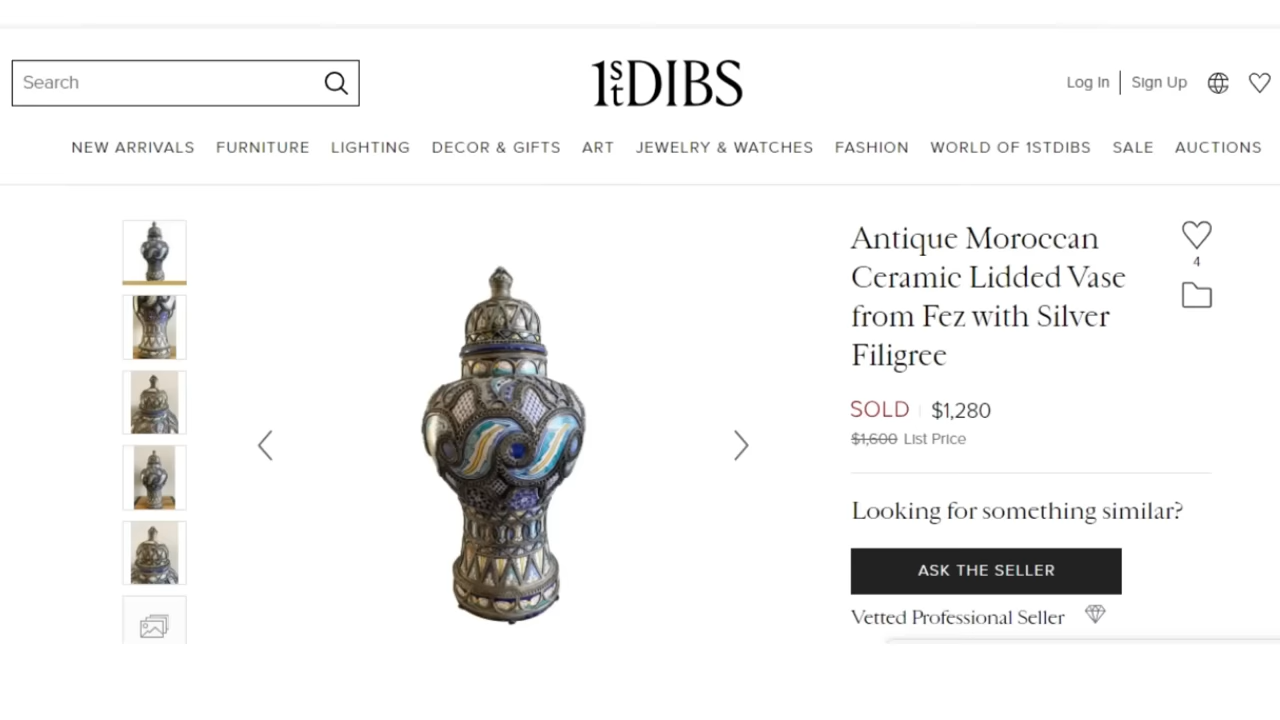 Search
1stDIBS
Log In | Sign Up
NEW ARRIVALS FURNITURE LIGHTING DECOR & GIFTS ART JEWELRY & WATCHES FASHION WORLD OF 1STDIBS SALE AUCTIONS
Antique Moroccan
Ceramic Lidded Vase
from Fez with Silver
Filigree
4
SOLD | $1,280
$1,600 List Price
Looking for something similar?
ASK THE SELLER
Vetted Professional Seller